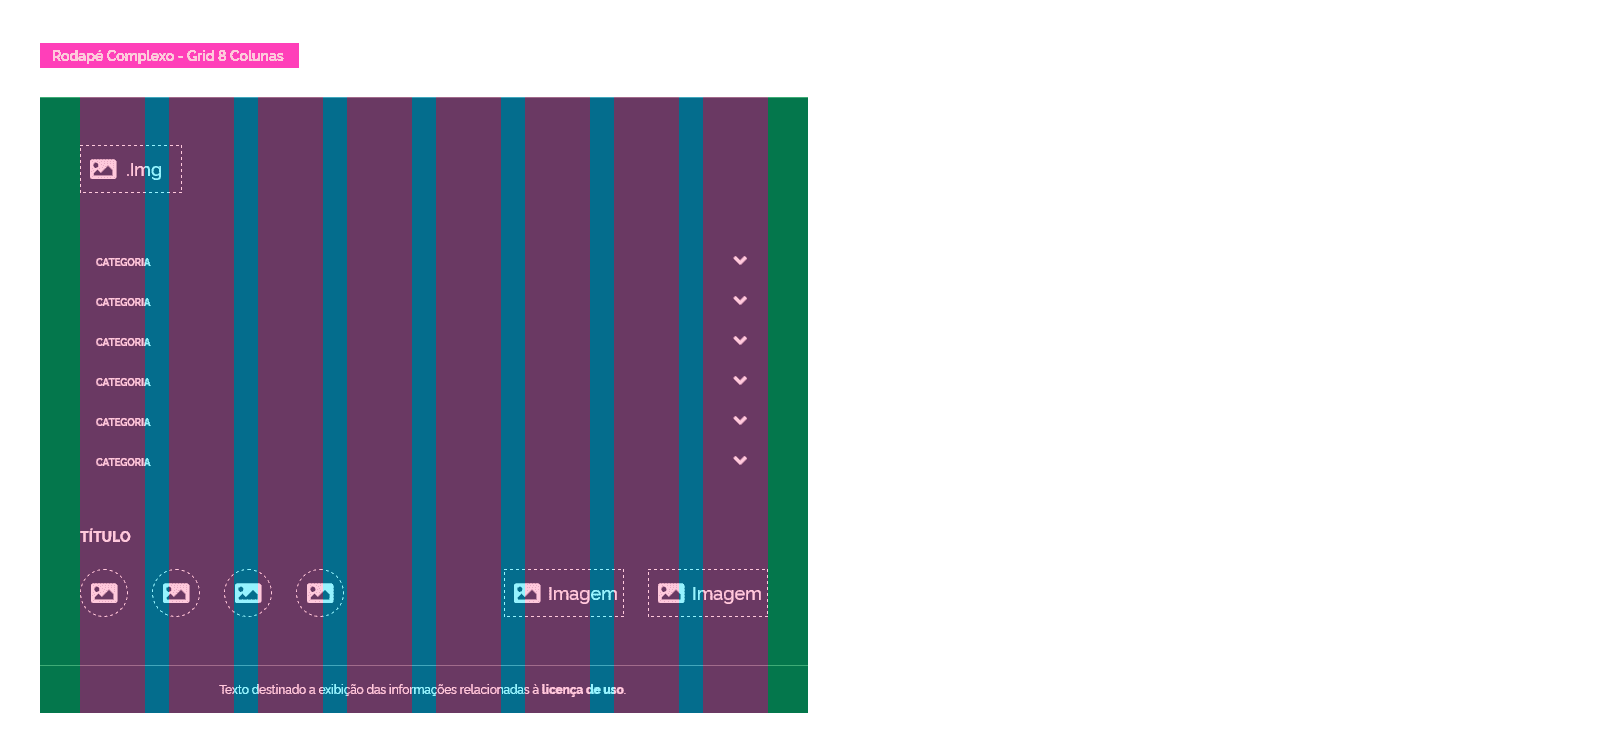 Rodapé Complexo - Grid 8 Colunas
.Img
CATEGORIA
CATEGORIA
CATEGORIA
CATEGORIA
CATEGORIA
CATEGORIA
TÍTULO
Imagem Imagem
Texto destinado a exibição das informações relacionadas à licença de uso.